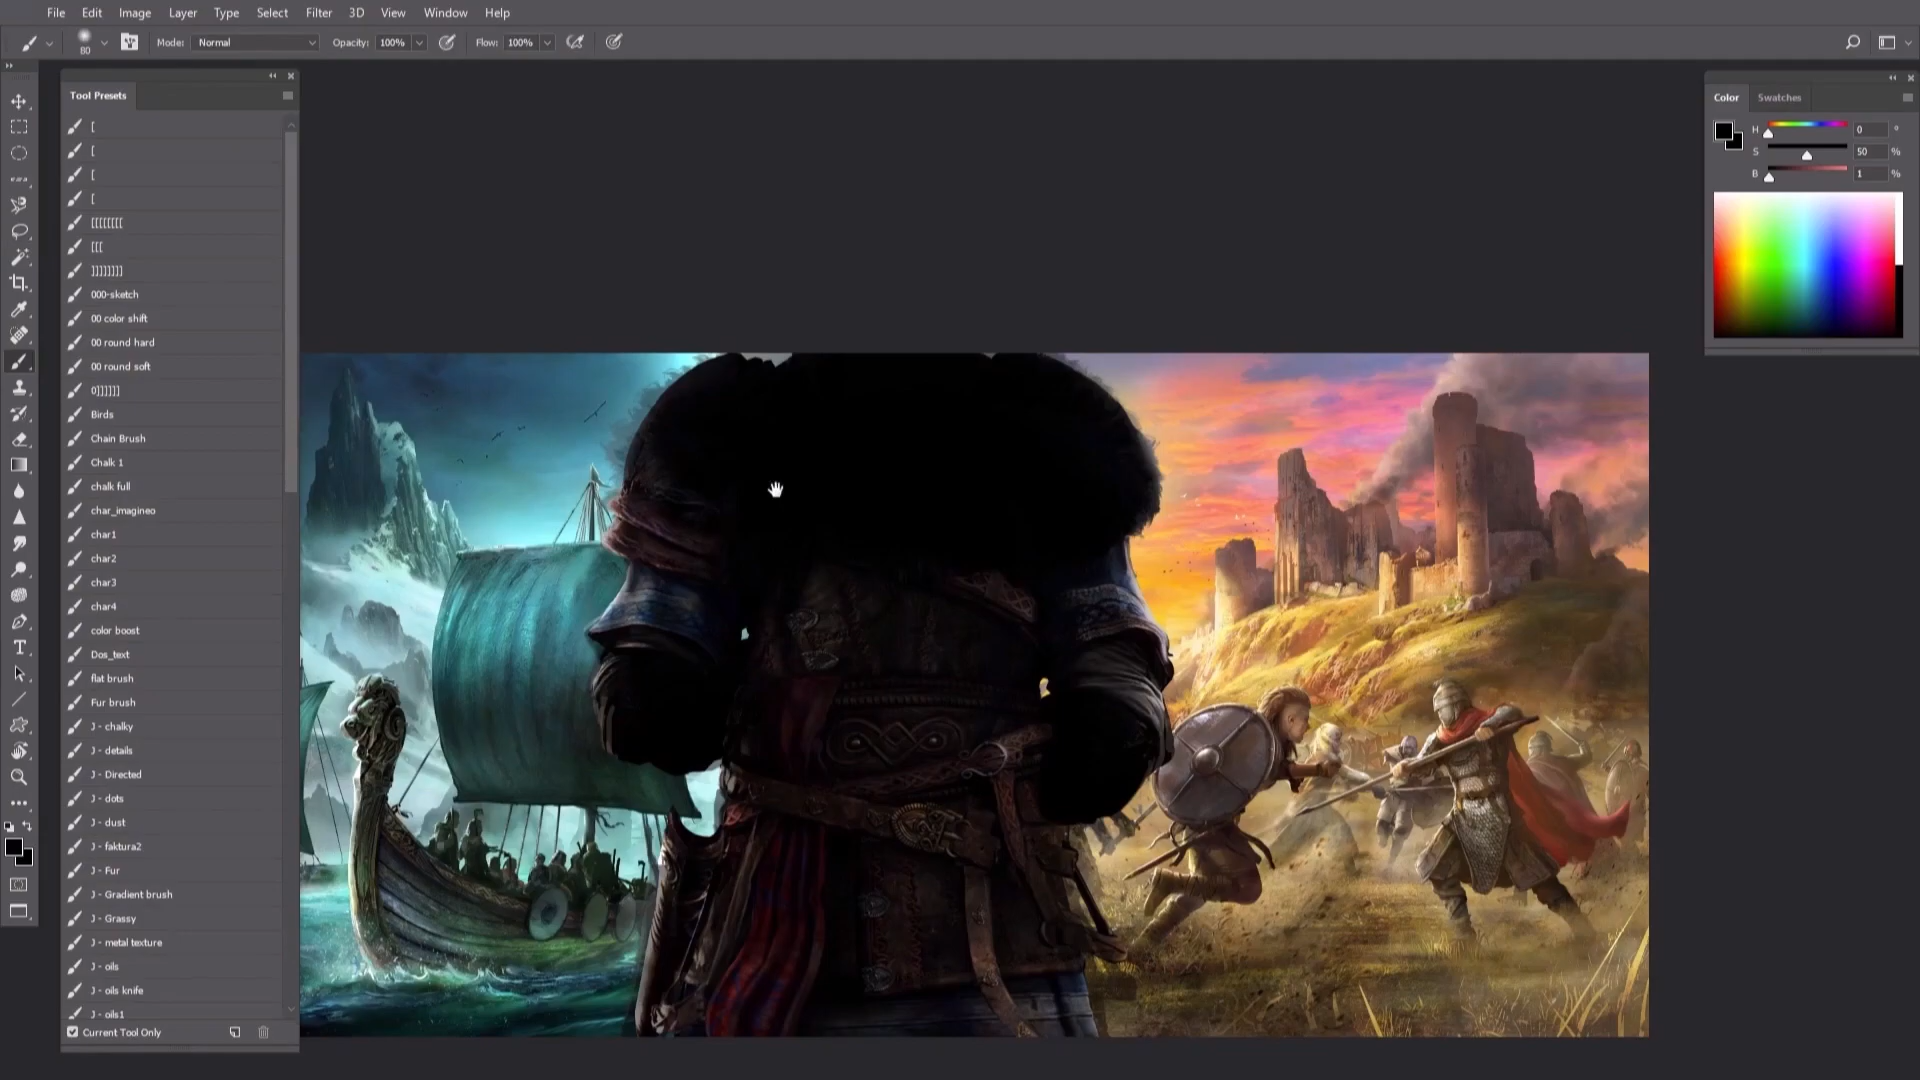 File Edit Image Layer Type Select Filter 3D View Window Help
80 Mode: Normal Opacity: 100% Flow: 100%
Tool Presets
[
[
[
[
[[[[[[[[
[[[
]]]]]]]]
000-sketch
00 color shift
00 round hard
00 round soft
0]]]]]]
Birds
Chain Brush
Chalk 1
chalk full
char_imagineo
char1
char2
char3
char4
color boost
Dos_text
flat brush
Fur brush
J - chalky
J - details
J - Directed
J - dots
J - dust
J - faktura2
J - Fur
J - Gradient brush
J - Grassy
J - metal texture
J - oils
J - oils knife
J - oils1
Current Tool Only
Color Swatches
H 0 °
S 50 %
B 1 %